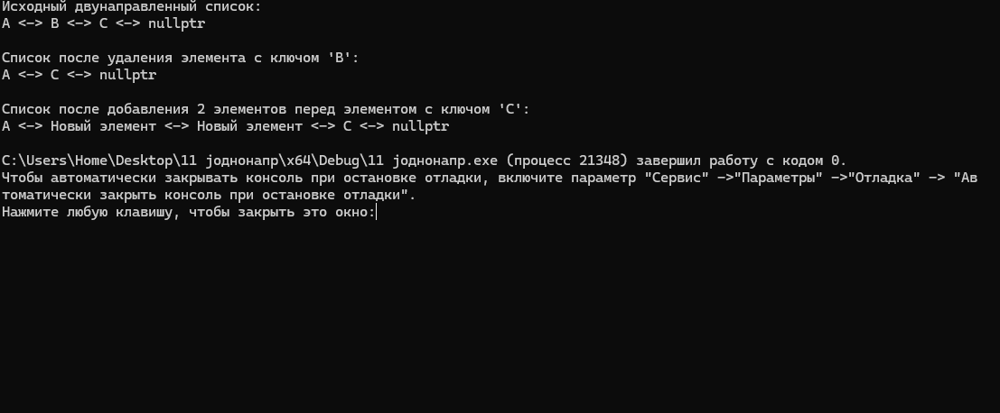 Исходный двунаправленный список:
A <-> B <-> C <-> nullptr
Список после удаления элемента с ключом 'B':
A <-> C <-> nullptr
Список после добавления 2 элементов перед элементом с ключом 'C':
A <-> Новый элемент <-> Новый элемент <-> C <-> nullptr
C:\Users\Home\Desktop\11 jоднонапр\x64\Debug\11 jоднонапр.exe (процесс 21348) завершил работу с кодом 0.
Чтобы автоматически закрывать консоль при остановке отладки, включите параметр "Сервис" ->"Параметры" ->"Отладка" -> "Ав
томатически закрыть консоль при остановке отладки".
Нажмите любую клавишу, чтобы закрыть это окно: